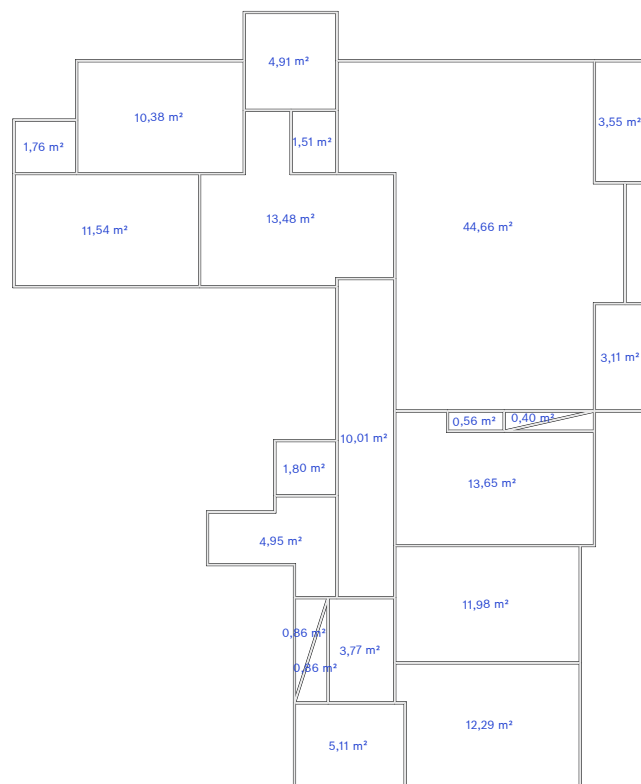 4,91 m²
10,38 m²
3,55 m²
1,51 m²
1,76 m²
13,48 m²
44,66 m²
11,54 m²
3,11 m²
0,40 m²
0,56 m²
10,01 m²
1,80 m²
13,65 m²
4,95 m²
11,98 m²
0,86 m²
3,77 m²
0,86 m²
12,29 m²
5,11 m²